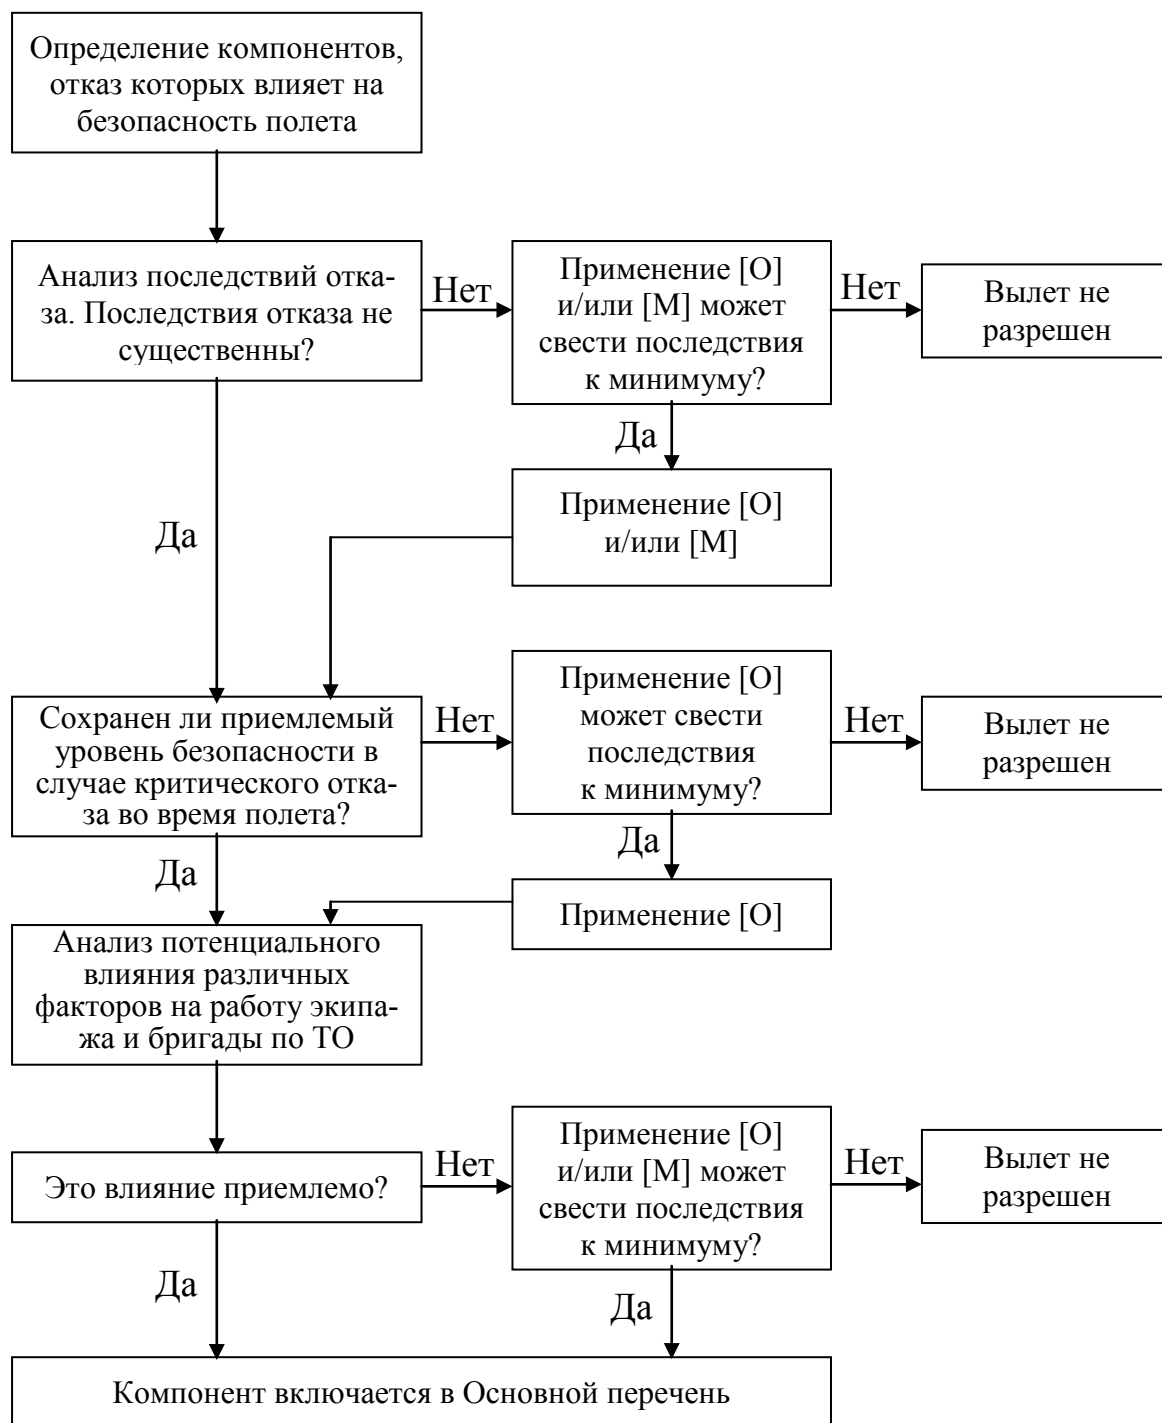 Определение компонентов,
отказ которых влияет на
безопасность полета
Анализ последствий отка-
за. Последствия отказа не
существенны?
Нет
Применение [О]
и/или [М] может
свести последствия
к минимуму?
Нет
Вылет не
разрешен
Да
Да
Применение [О]
и/или [М]
Сохранен ли приемлемый
уровень безопасности в
случае критического отка-
за во время полета?
Нет
Применение [О]
может свести
последствия
к минимуму?
Нет
Вылет не
разрешен
Да
Да
Применение [О]
Анализ потенциального
влияния различных
факторов на работу экипа-
жа и бригады по ТО
Это влияние приемлемо?
Нет
Применение [О]
и/или [М] может
свести последствия
к минимуму?
Нет
Вылет не
разрешен
Да
Да
Компонент включается в Основной перечень